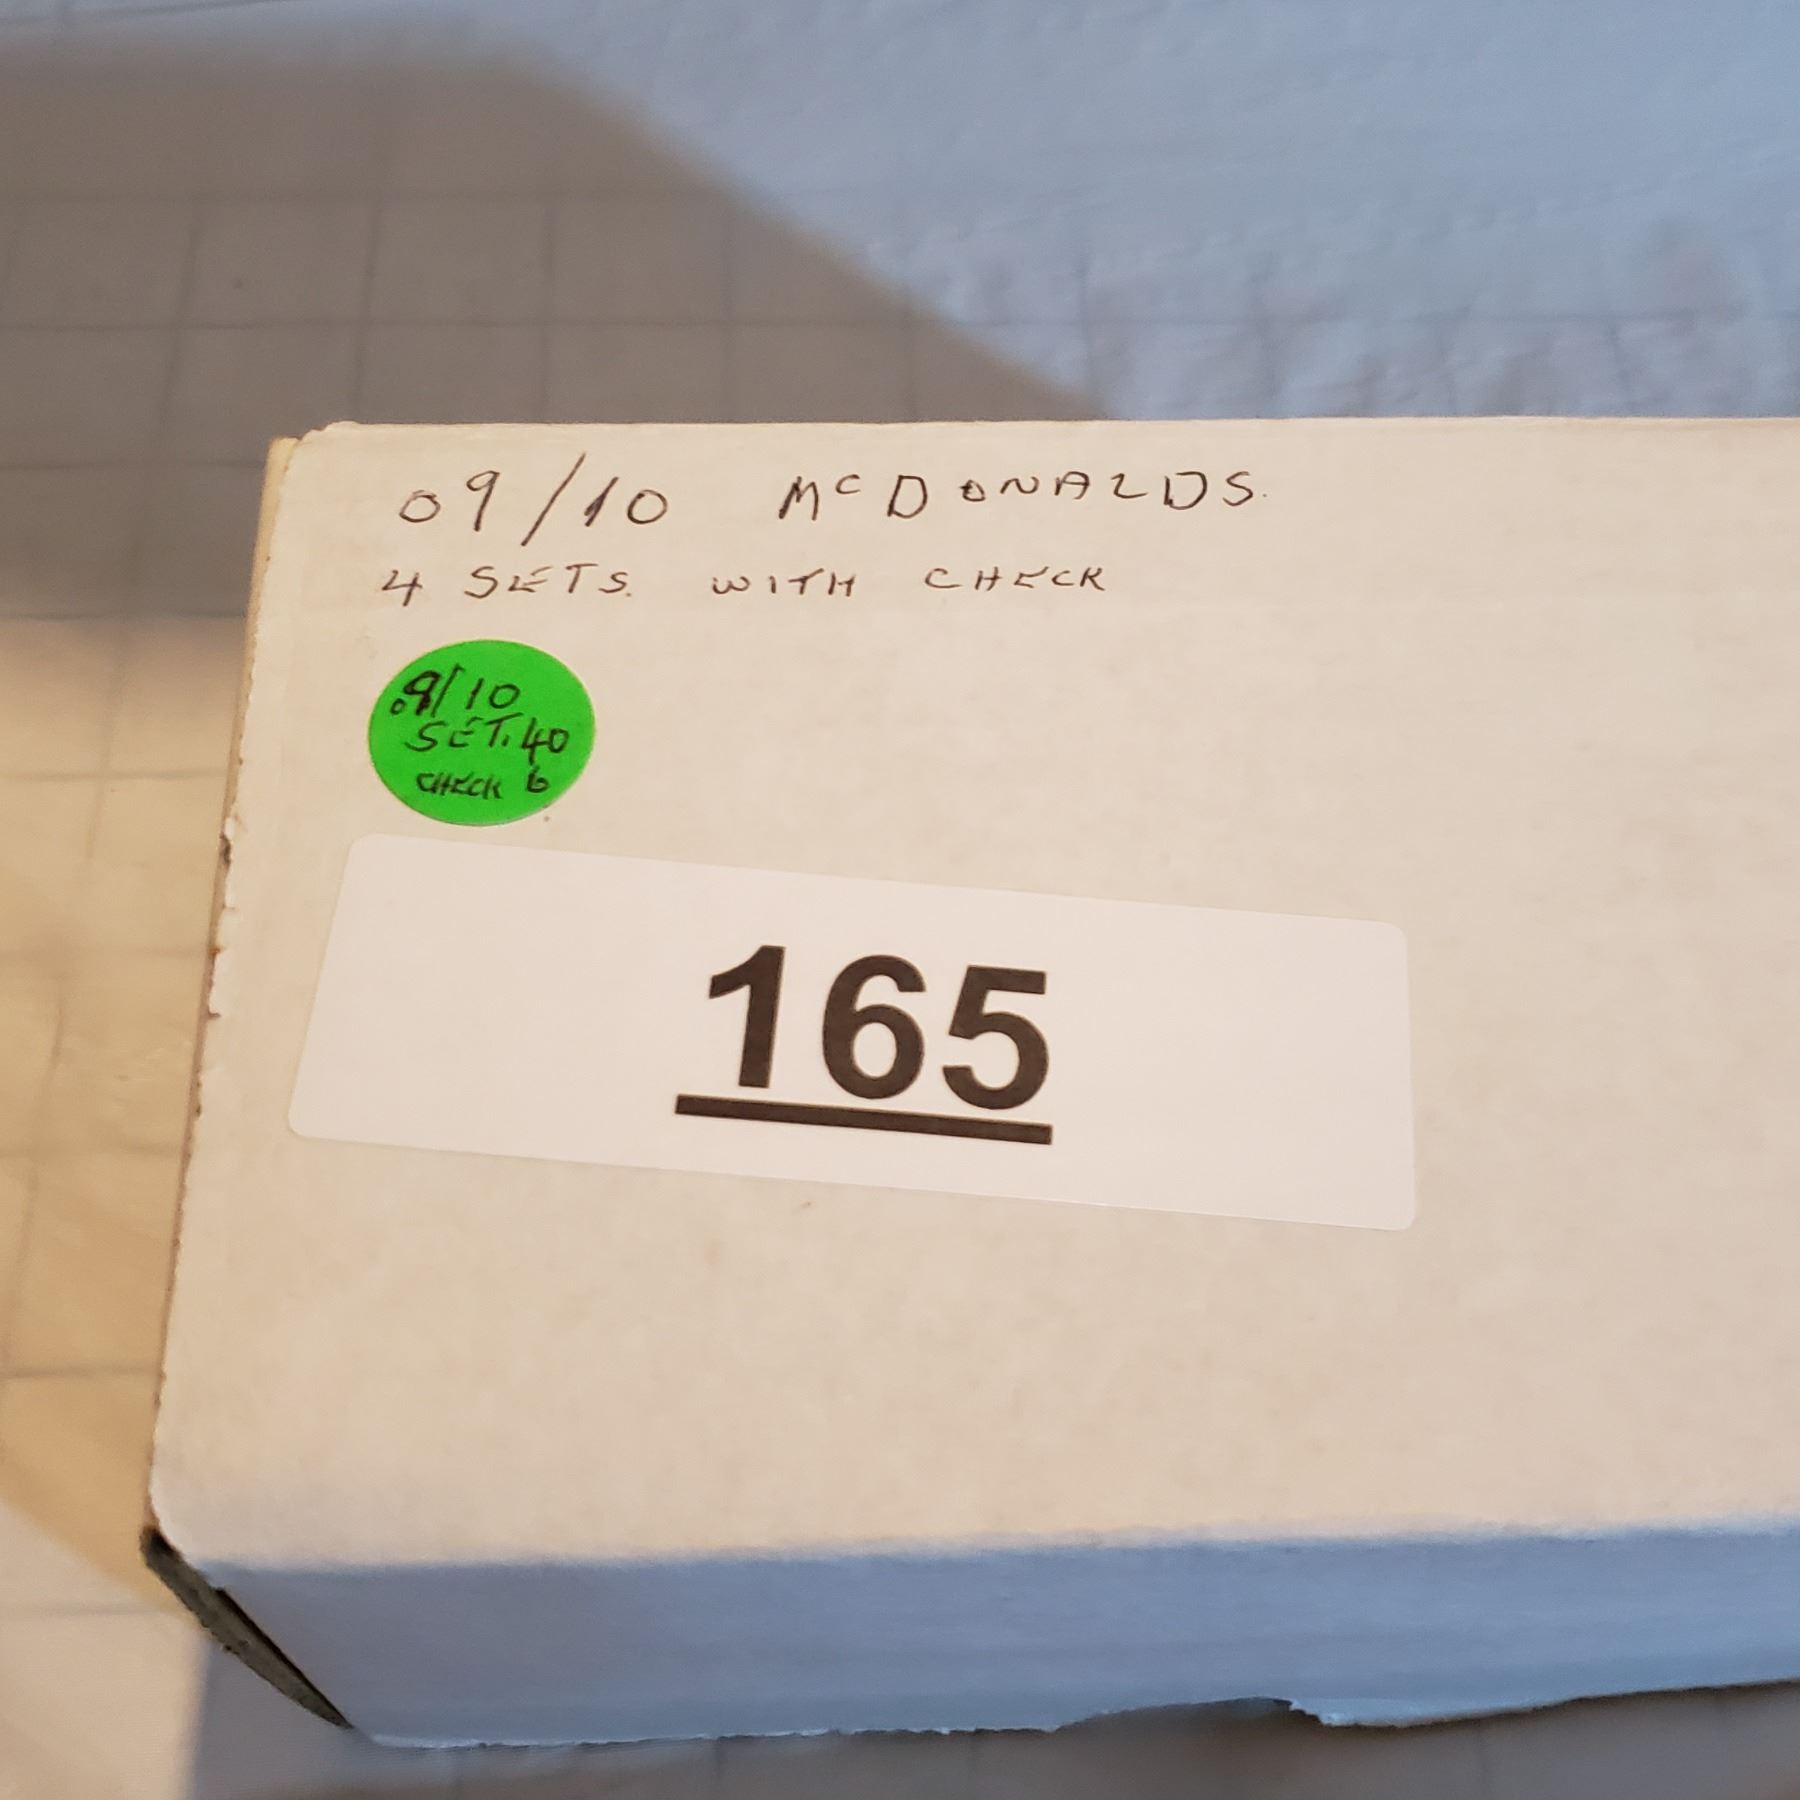 09/10 McDONALDS.
4 SETS. WITH CHECK
09/10
SET. 40
CHECK 6
165